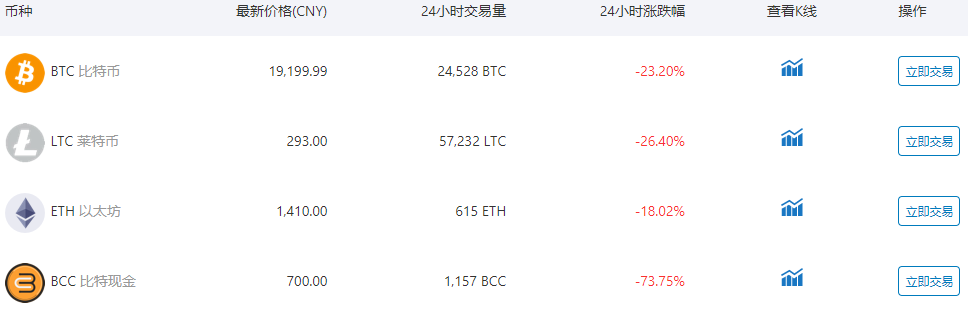 币种 最新价格(CNY) 24小时交易量 24小时涨跌幅 查看K线 操作
BTC 比特币 19,199.99 24,528 BTC -23.20% 立即交易
LTC 莱特币 293.00 57,232 LTC -26.40% 立即交易
ETH 以太坊 1,410.00 615 ETH -18.02% 立即交易
BCC 比特现金 700.00 1,157 BCC -73.75% 立即交易